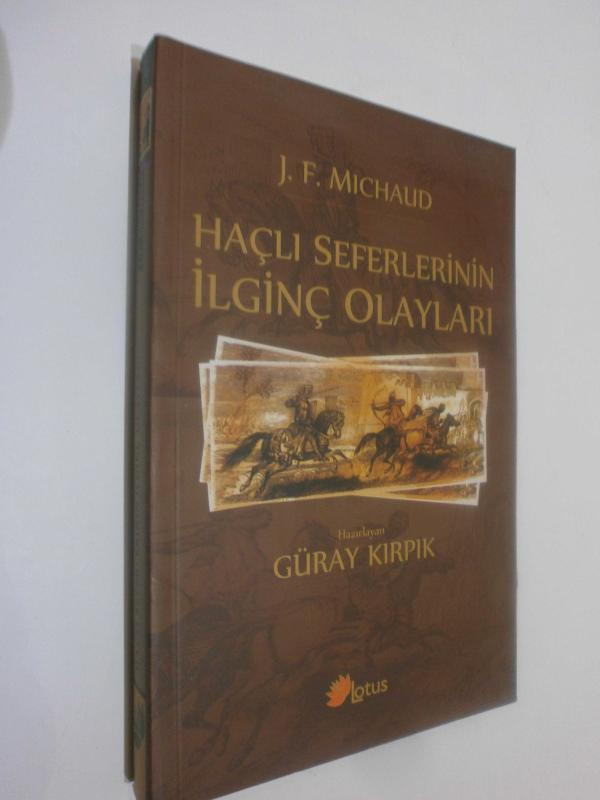 J. F. MICHAUD
HAÇLI SEFERLERİNİN
İLGİNÇ OLAYLARI
Hazırlayan
GÜRAY KIRPIK
Lotus